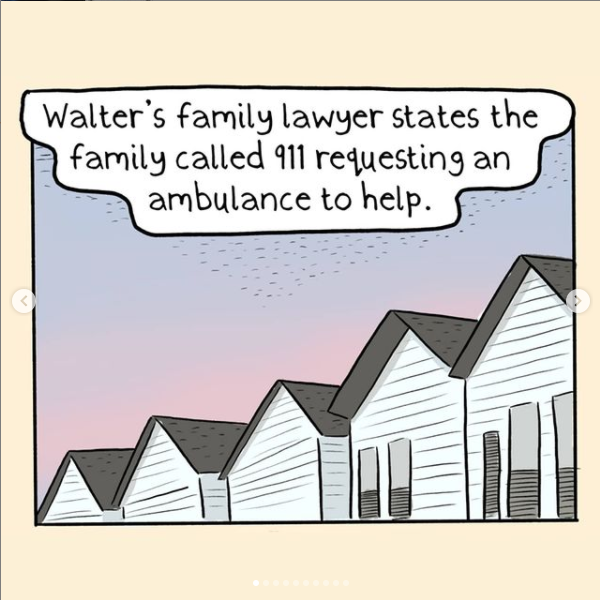 Walter's family lawyer states the
family called 911 requesting an
ambulance to help.